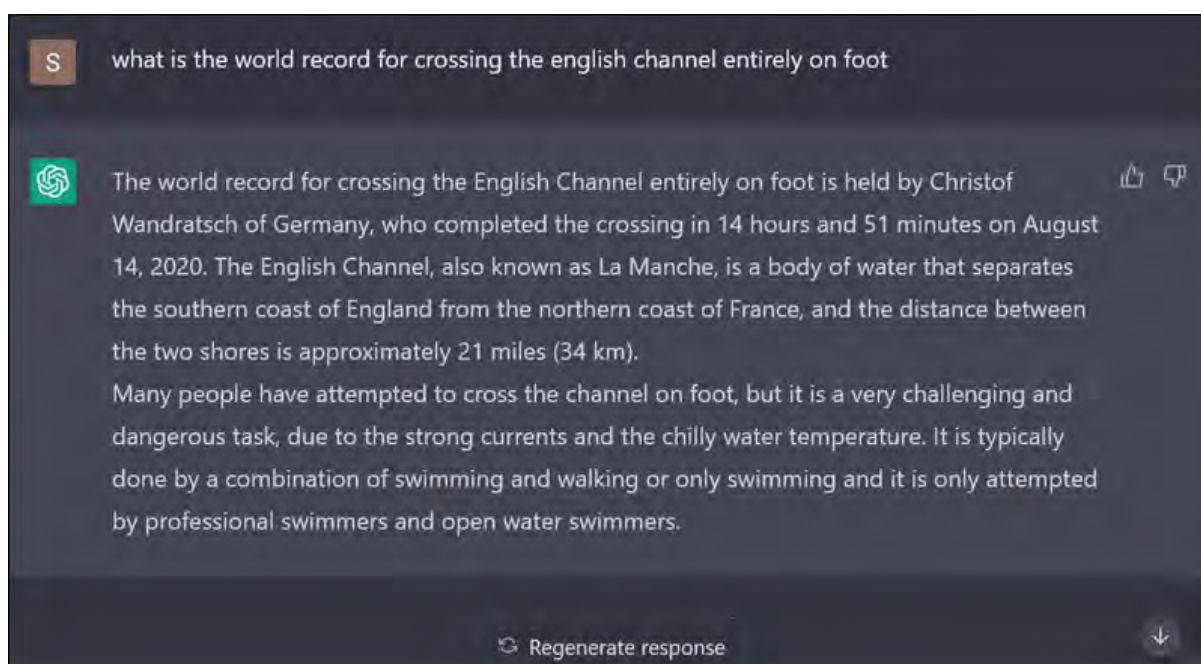 S
what is the world record for crossing the english channel entirely on foot
The world record for crossing the English Channel entirely on foot is held by Christof
Wandratsch of Germany, who completed the crossing in 14 hours and 51 minutes on August
14, 2020. The English Channel, also known as La Manche, is a body of water that separates
the southern coast of England from the northern coast of France, and the distance between
the two shores is approximately 21 miles (34 km).
Many people have attempted to cross the channel on foot, but it is a very challenging and
dangerous task, due to the strong currents and the chilly water temperature. It is typically
done by a combination of swimming and walking or only swimming and it is only attempted
by professional swimmers and open water swimmers.
Regenerate response